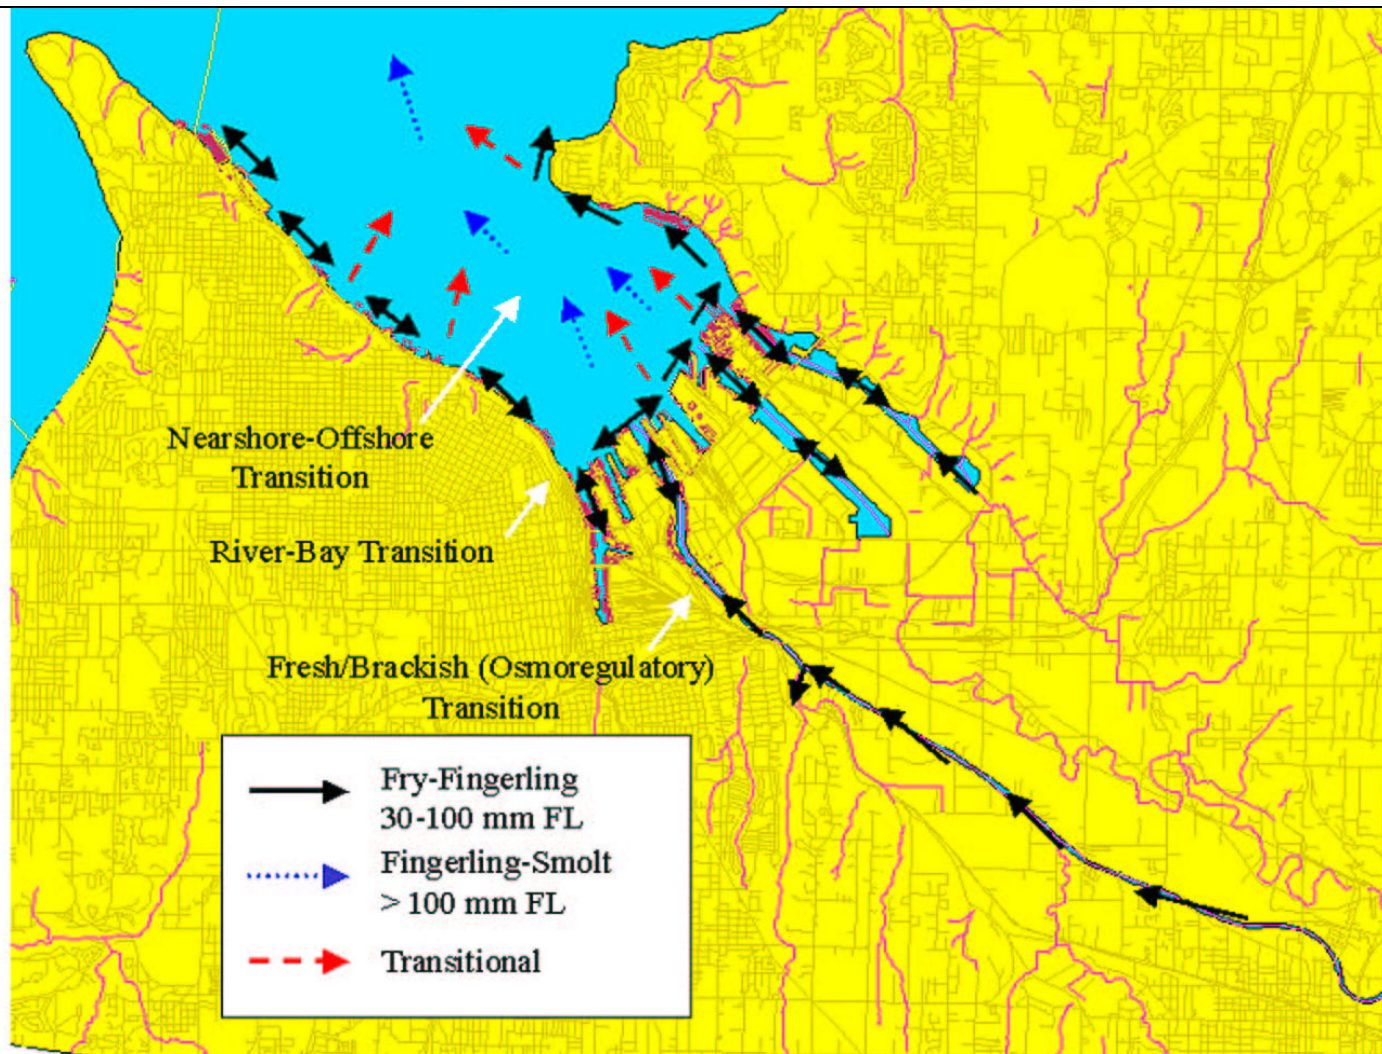 Nearshore-Offshore
Transition
River-Bay Transition
Fresh/Brackish (Osmoregulatory)
Transition
Fry-Fingerling
30-100 mm FL
Fingerling-Smolt
> 100 mm FL
Transitional